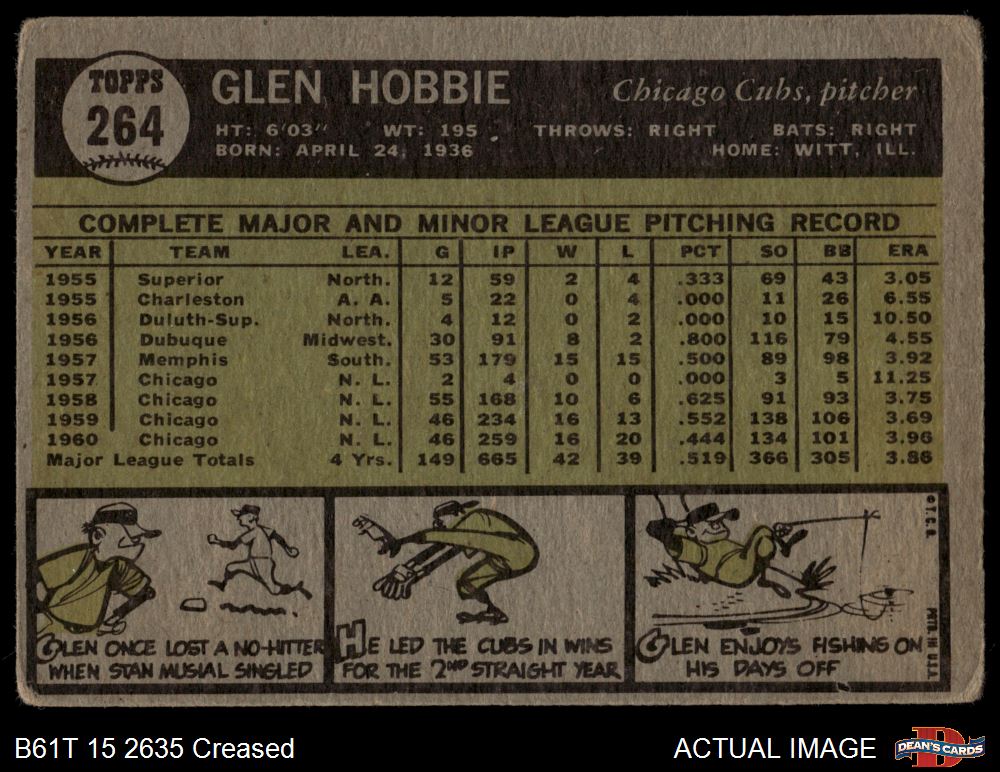 TOPPS
264
GLEN HOBBIE
Chicago Cubs, pitcher
HT: 6'03" WT: 195 THROWS: RIGHT BATS: RIGHT
BORN: APRIL 24, 1936 HOME: WITT, ILL.
COMPLETE MAJOR AND MINOR LEAGUE PITCHING RECORD
YEAR TEAM LEA. G IP W L PCT SO BB ERA
1955 Superior North. 12 59 2 4 .333 69 43 3.05
1955 Charleston A. A. 5 22 0 4 .000 11 26 6.55
1956 Duluth-Sup. North. 4 12 0 2 .000 10 15 10.50
1956 Dubuque Midwest. 30 91 8 2 .800 116 79 4.55
1957 Memphis South. 53 179 15 15 .500 89 98 3.92
1957 Chicago N. L. 2 4 0 0 .000 3 5 11.25
1958 Chicago N. L. 55 168 10 6 .625 91 93 3.75
1959 Chicago N. L. 46 234 16 13 .552 138 106 3.69
1960 Chicago N. L. 46 259 16 20 .444 134 101 3.96
Major League Totals 4 Yrs. 149 665 42 39 .519 366 305 3.86
GLEN ONCE LOST A NO-HITTER
WHEN STAN MUSIAL SINGLED
HE LED THE CUBS IN WINS
FOR THE 2ND STRAIGHT YEAR
GLEN ENJOYS FISHING ON
HIS DAYS OFF
© T.C.G.
PRTD IN U.S.A.
B61T 15 2635 Creased
ACTUAL IMAGE
DEAN'S CARDS